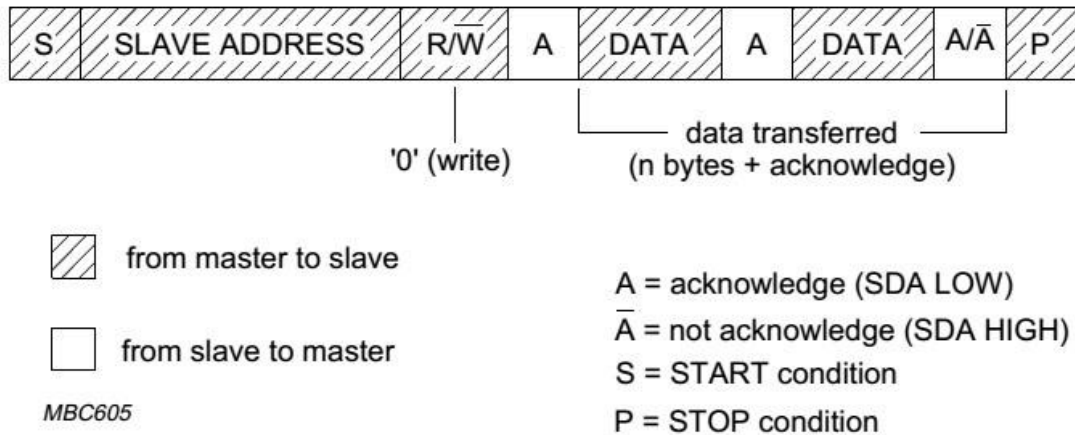 S SLAVE ADDRESS R/W̅ A DATA A DATA A/A̅ P
'0' (write)
data transferred
(n bytes + acknowledge)
from master to slave
from slave to master
A = acknowledge (SDA LOW)
A̅ = not acknowledge (SDA HIGH)
S = START condition
P = STOP condition
MBC605